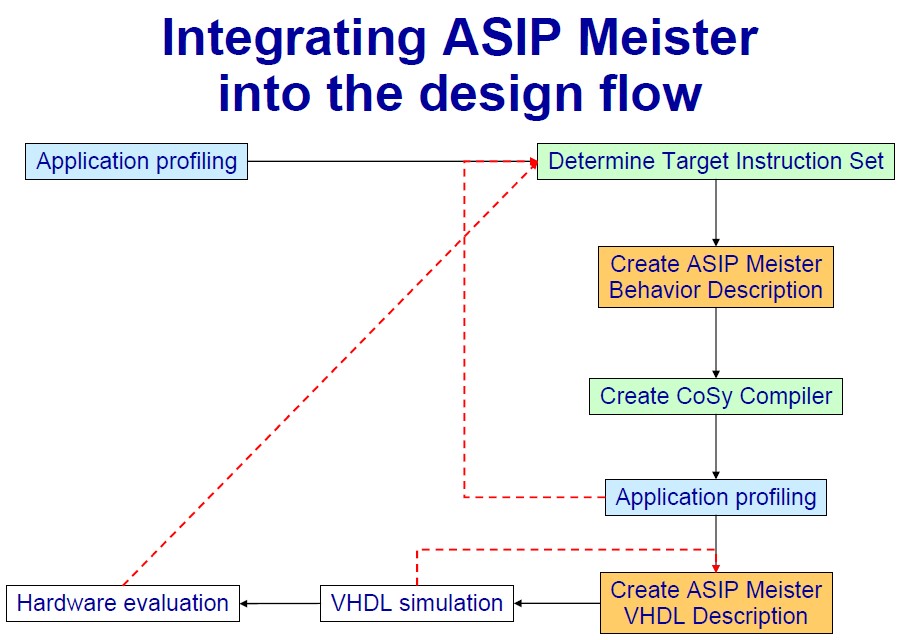 Integrating ASIP Meister
into the design flow
Application profiling
Determine Target Instruction Set
Create ASIP Meister
Behavior Description
Create CoSy Compiler
Application profiling
Create ASIP Meister
VHDL Description
VHDL simulation
Hardware evaluation